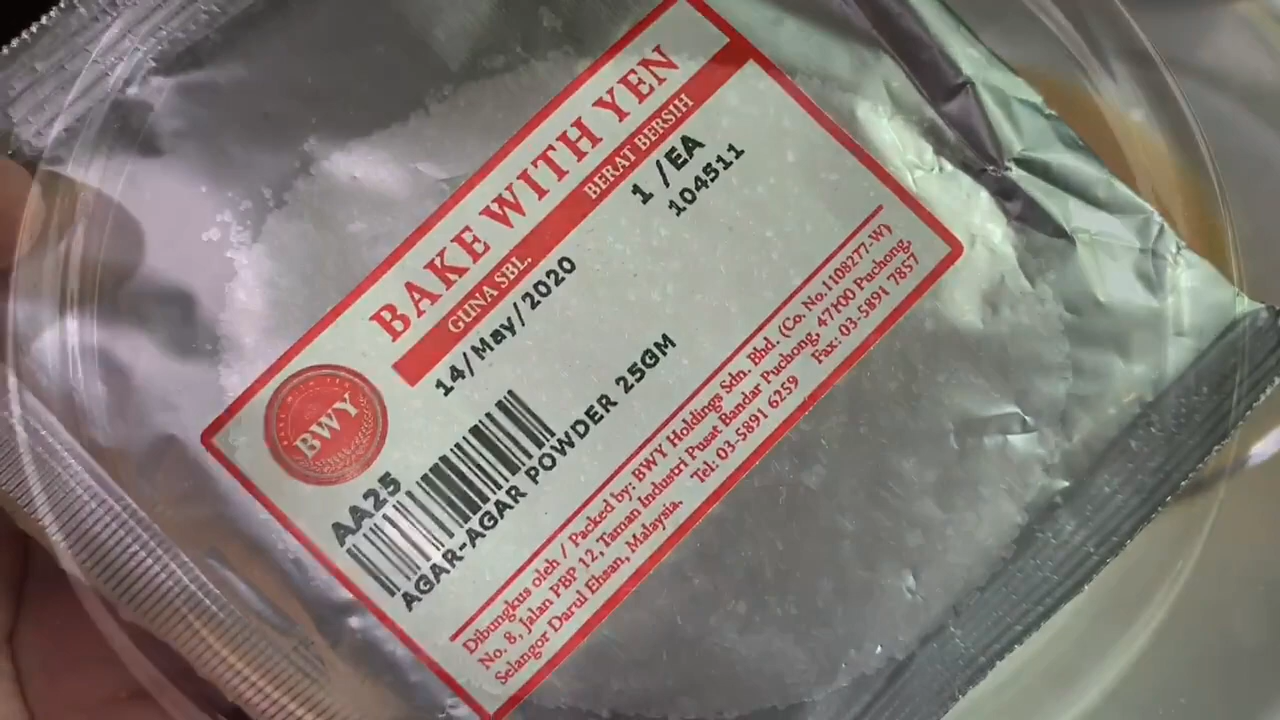 BAKE WITH YEN
GUNA SBL. BERAT BERSIH
14/May/2020 1 /EA
104511
BWY
AA25
AGAR-AGAR POWDER 25GM
Dibungkus oleh / Packed by: BWY Holdings Sdn. Bhd. (Co. No.1108277-W)
No. 8, Jalan PBP 12, Taman Industri Pusat Bandar Puchong, 47100 Puchong,
Selangor Darul Ehsan, Malaysia. Tel: 03-5891 6259 Fax: 03-5891 7857